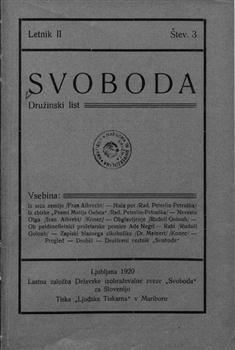 Letnik II Štev. 3
SVOBODA
Družinski list
Vsebina:
Iz srca zemlje /Fran Albrecht/ — Naša pot /Rad. Peterlin-Petruška/
Iz zbirke „Pesmi Matija Gubca“ /Rad. Peterlin-Petruška/ — Nevesta
Olga /Ivan Albreht/ /Konec/ — Obglavljenje /Rudolf Golouh/ —
Ob petdesetletnici proletarske pesnice Ade Negri — Rabi /Rudolf
Golouh/ — Zapiski blaznega alkoholika /Dr. Meinert/ /Konec/ —
Pregled — Drobiž — Društveni vestnik „Svobode“
Ljubljana 1920
Lastna založba Delavske izobraževalne zveze „Svoboda“
za Slovenijo
Tiska „Ljudska Tiskarna“ v Mariboru